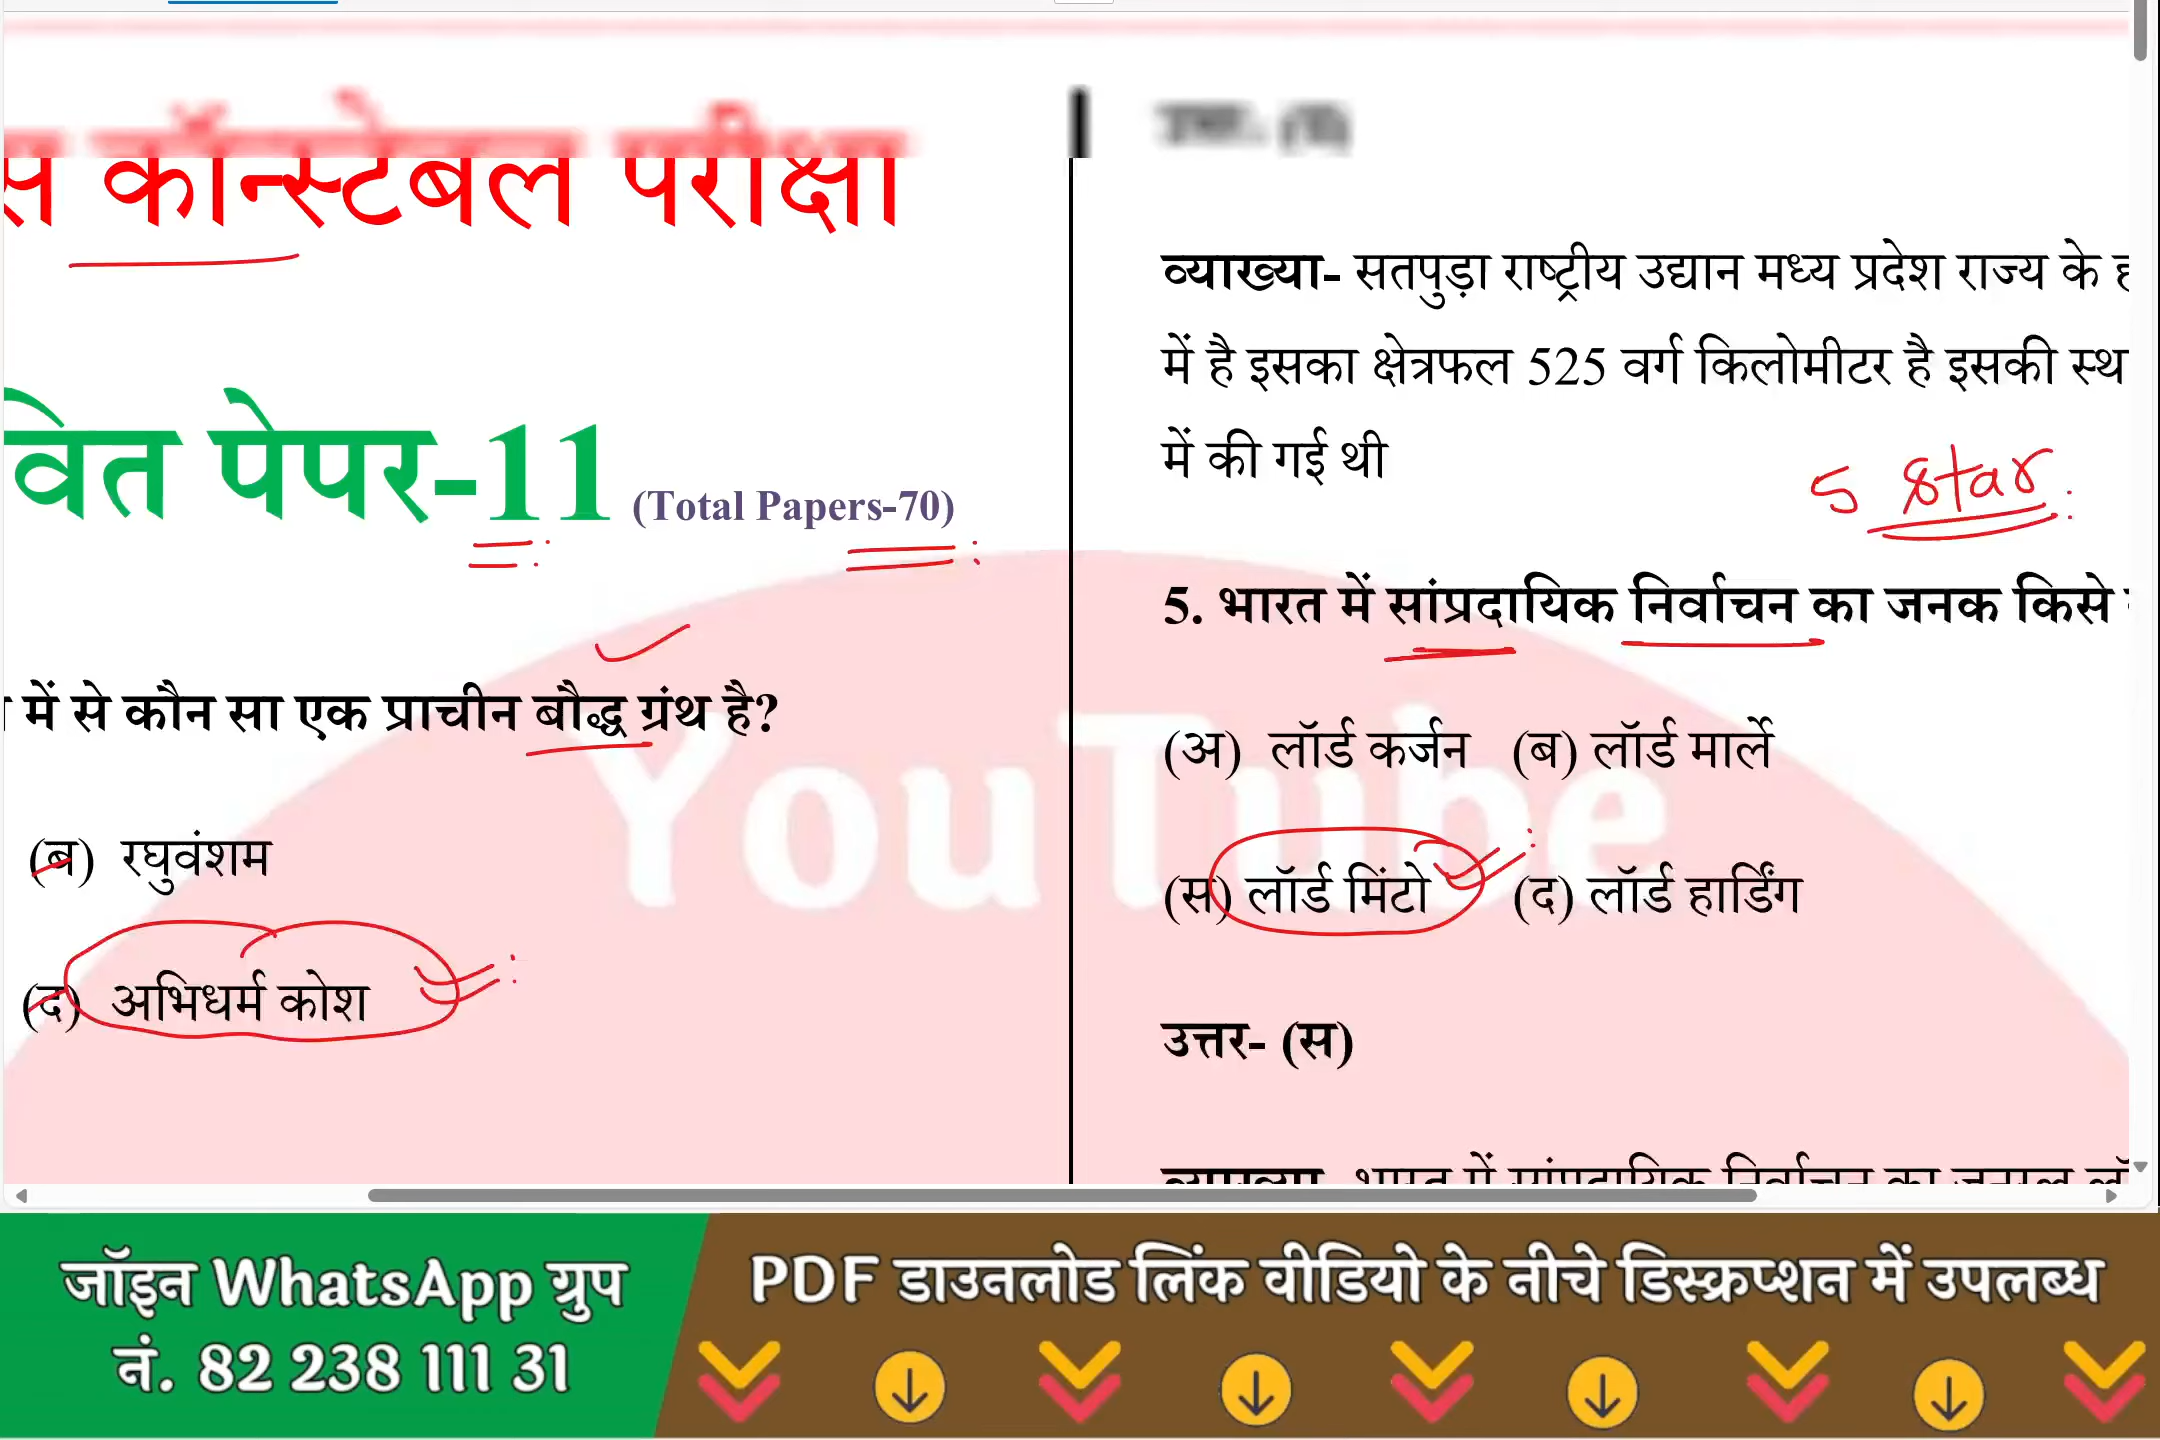 कॉन्स्टेबल परीक्षा
पेपर-11 (Total Papers-70)
में से कौन सा एक प्राचीन बौद्ध ग्रंथ है?
(ब) रघुवंशम
(द) अभिधर्म कोश
व्याख्या- सतपुड़ा राष्ट्रीय उद्यान मध्य प्रदेश राज्य के
में है इसका क्षेत्रफल 525 वर्ग किलोमीटर है इसकी
में की गई थी
5 Star
5. भारत में सांप्रदायिक निर्वाचन का जनक किसे
(अ) लॉर्ड कर्जन (ब) लॉर्ड मार्ले
(स) लॉर्ड मिंटो (द) लॉर्ड हार्डिंग
उत्तर- (स)
YouTube
जॉइन WhatsApp ग्रुप
नं. 82 238 111 31
PDF डाउनलोड लिंक वीडियो के नीचे डिस्क्रप्शन में उपलब्ध